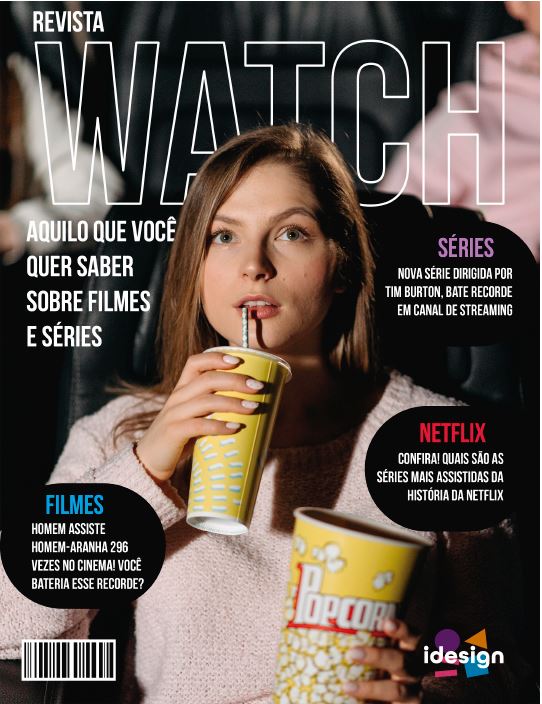 REVISTA
WATCH
AQUILO QUE VOCÊ
QUER SABER
SOBRE FILMES
E SÉRIES
SÉRIES
NOVA SÉRIE DIRIGIDA POR
TIM BURTON, BATE RECORDE
EM CANAL DE STREAMING
NETFLIX
CONFIRA! QUAIS SÃO AS
SÉRIES MAIS ASSISTIDAS DA
HISTÓRIA DA NETFLIX
FILMES
HOMEM ASSISTE
HOMEM-ARANHA 296
VEZES NO CINEMA! VOCÊ
BATERIA ESSE RECORDE?
POPCORN
idesign